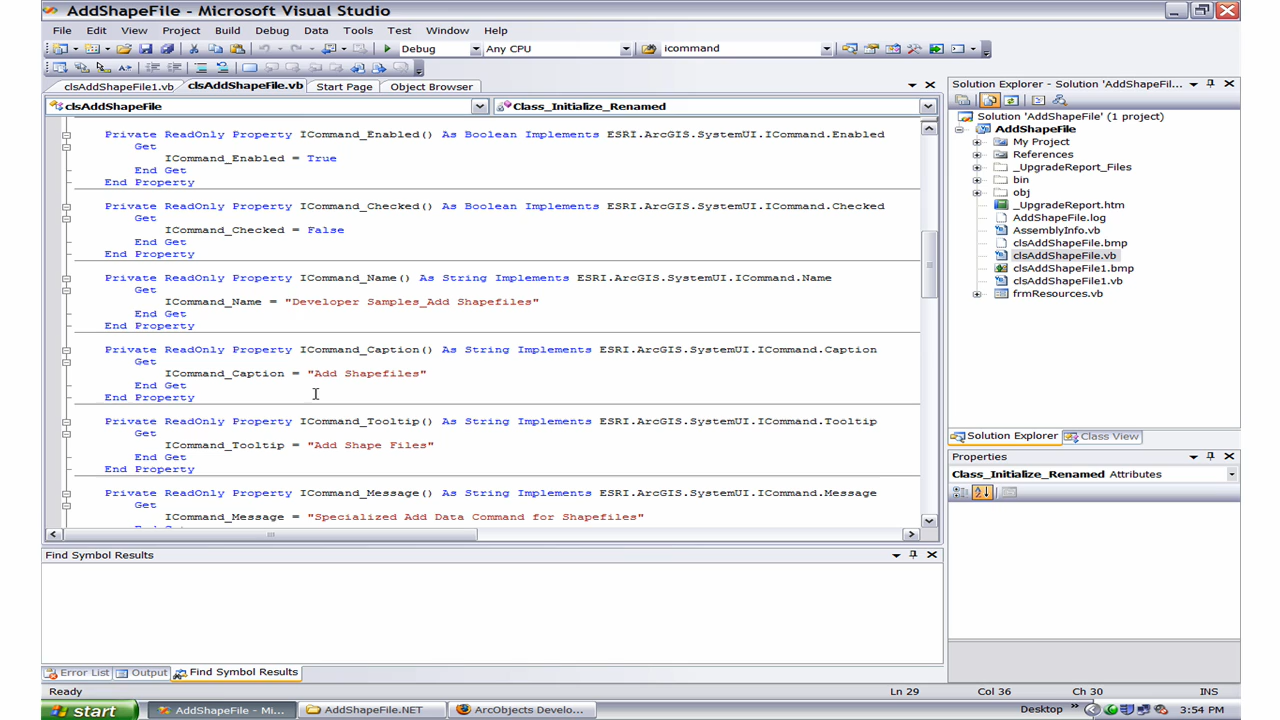 AddShapeFile - Microsoft Visual Studio
File Edit View Project Build Debug Data Tools Test Window Help
Debug Any CPU icommand
clsAddShapeFile1.vb clsAddShapeFile.vb Start Page Object Browser
clsAddShapeFile Class_Initialize_Renamed
Private ReadOnly Property ICommand_Enabled() As Boolean Implements ESRI.ArcGIS.SystemUI.ICommand.Enabled
Get
ICommand_Enabled = True
End Get
End Property
Private ReadOnly Property ICommand_Checked() As Boolean Implements ESRI.ArcGIS.SystemUI.ICommand.Checked
Get
ICommand_Checked = False
End Get
End Property
Private ReadOnly Property ICommand_Name() As String Implements ESRI.ArcGIS.SystemUI.ICommand.Name
Get
ICommand_Name = "Developer Samples_Add Shapefiles"
End Get
End Property
Private ReadOnly Property ICommand_Caption() As String Implements ESRI.ArcGIS.SystemUI.ICommand.Caption
Get
ICommand_Caption = "Add Shapefiles"
End Get
End Property
Private ReadOnly Property ICommand_Tooltip() As String Implements ESRI.ArcGIS.SystemUI.ICommand.Tooltip
Get
ICommand_Tooltip = "Add Shape Files"
End Get
End Property
Private ReadOnly Property ICommand_Message() As String Implements ESRI.ArcGIS.SystemUI.ICommand.Message
Get
ICommand_Message = "Specialized Add Data Command for Shapefiles"
Find Symbol Results
Error List Output Find Symbol Results
Solution Explorer - Solution 'AddShapeFil...
Solution 'AddShapeFile' (1 project)
AddShapeFile
My Project
References
_UpgradeReport_Files
bin
obj
_UpgradeReport.htm
AddShapeFile.log
AssemblyInfo.vb
clsAddShapeFile.bmp
clsAddShapeFile.vb
clsAddShapeFile1.bmp
clsAddShapeFile1.vb
frmResources.vb
Solution Explorer Class View
Properties
Class_Initialize_Renamed Attributes
Ready Ln 29 Col 36 Ch 30 INS
start AddShapeFile - Mi... AddShapeFile.NET ArcObjects Develo... Desktop 3:54 PM